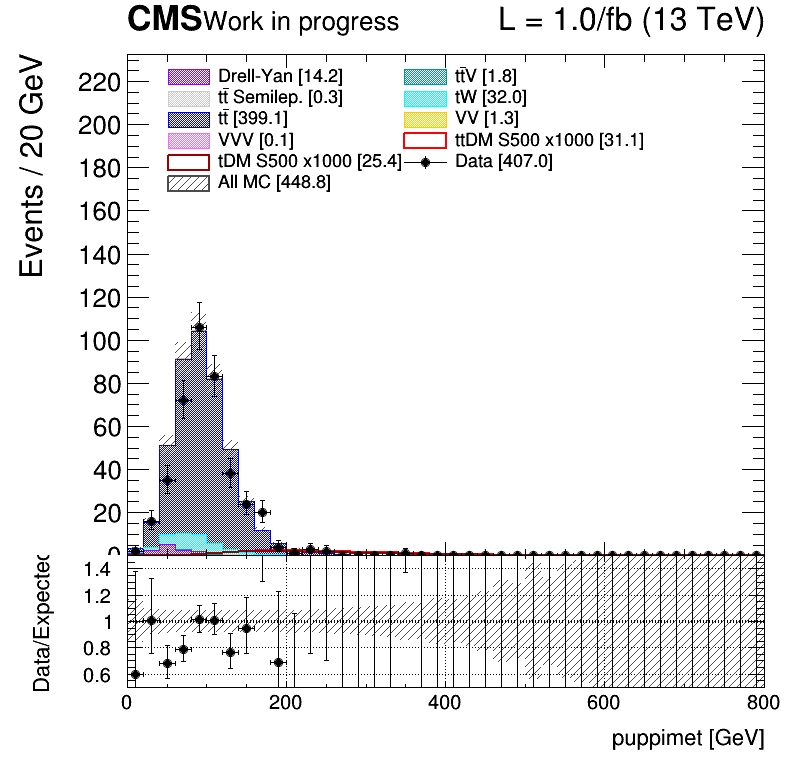 CMS Work in progress L = 1.0/fb (13 TeV)
Events / 20 GeV
Drell-Yan [14.2] tt̄V [1.8]
tt̄ Semilep. [0.3] tW [32.0]
tt̄ [399.1] VV [1.3]
VVV [0.1] ttDM S500 x1000 [31.1]
tDM S500 x1000 [25.4] Data [407.0]
All MC [448.8]
220
200
180
160
140
120
100
80
60
40
20
0
Data/Expected
1.4
1.2
1
0.8
0.6
0 200 400 600 800
puppimet [GeV]